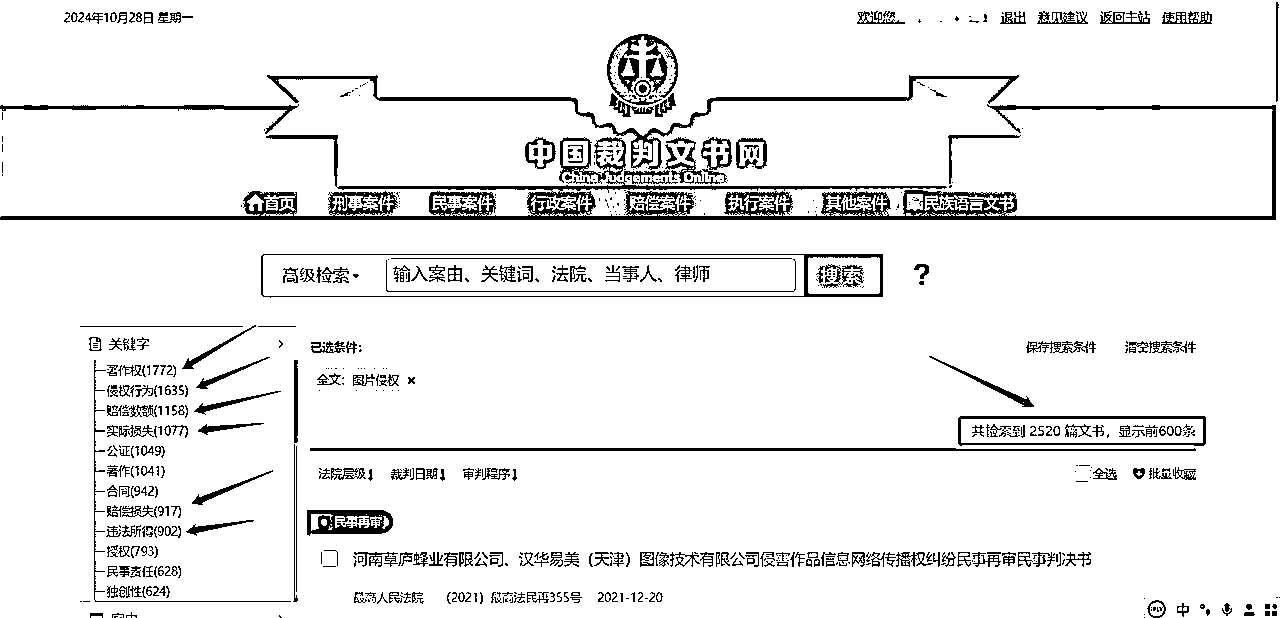 2024年10月28日 星期一
欢迎您, 退出 意见建议 返回主站 使用帮助
中国裁判文书网
China Judgements Online
首页 刑事案件 民事案件 行政案件 赔偿案件 执行案件 其他案件 民族语言文书
高级检索 输入案由、关键词、法院、当事人、律师 搜索 ?
关键字
著作权(1772)
侵权行为(1635)
赔偿数额(1158)
实际损失(1077)
公证(1049)
著作(1041)
合同(942)
赔偿损失(917)
违法所得(902)
授权(793)
民事责任(628)
独创性(624)
已选条件: 保存搜索条件 清空搜索条件
全文: 图片侵权 ×
共检索到 2520 篇文书，显示前600条
法院层级 裁判日期 审判程序 全选 批量收藏
民事再审
河南草庐蜂业有限公司、汉华易美（天津）图像技术有限公司侵害作品信息网络传播权纠纷民事再审民事判决书
最高人民法院 (2021) 最高法民再355号 2021-12-20
中